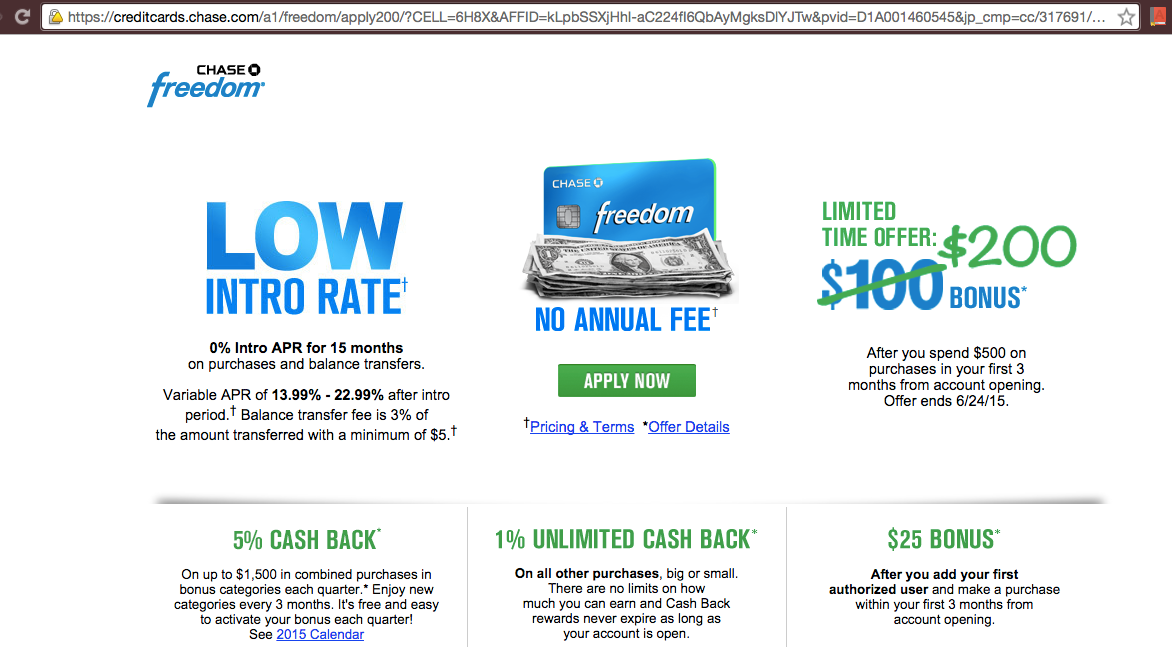 https://creditcards.chase.com/a1/freedom/apply200/?CELL=6H8X&AFFID=kLpbSSXjHhI-aC224fI6QbAyMgksDlYJTw&pvid=D1A001460545&jp_cmp=cc/317691/...
CHASE
freedom
LOW
INTRO RATE†
0% Intro APR for 15 months
on purchases and balance transfers.
Variable APR of 13.99% - 22.99% after intro
period.† Balance transfer fee is 3% of
the amount transferred with a minimum of $5.†
CHASE
freedom
THE UNITED STATES OF AMERICA
NO ANNUAL FEE†
APPLY NOW
†Pricing & Terms *Offer Details
LIMITED
TIME OFFER: $200
$100 BONUS*
After you spend $500 on
purchases in your first 3
months from account opening.
Offer ends 6/24/15.
5% CASH BACK*
On up to $1,500 in combined purchases in
bonus categories each quarter.* Enjoy new
categories every 3 months. It's free and easy
to activate your bonus each quarter!
See 2015 Calendar
1% UNLIMITED CASH BACK*
On all other purchases, big or small.
There are no limits on how
much you can earn and Cash Back
rewards never expire as long as
your account is open.
$25 BONUS*
After you add your first
authorized user and make a purchase
within your first 3 months from
account opening.